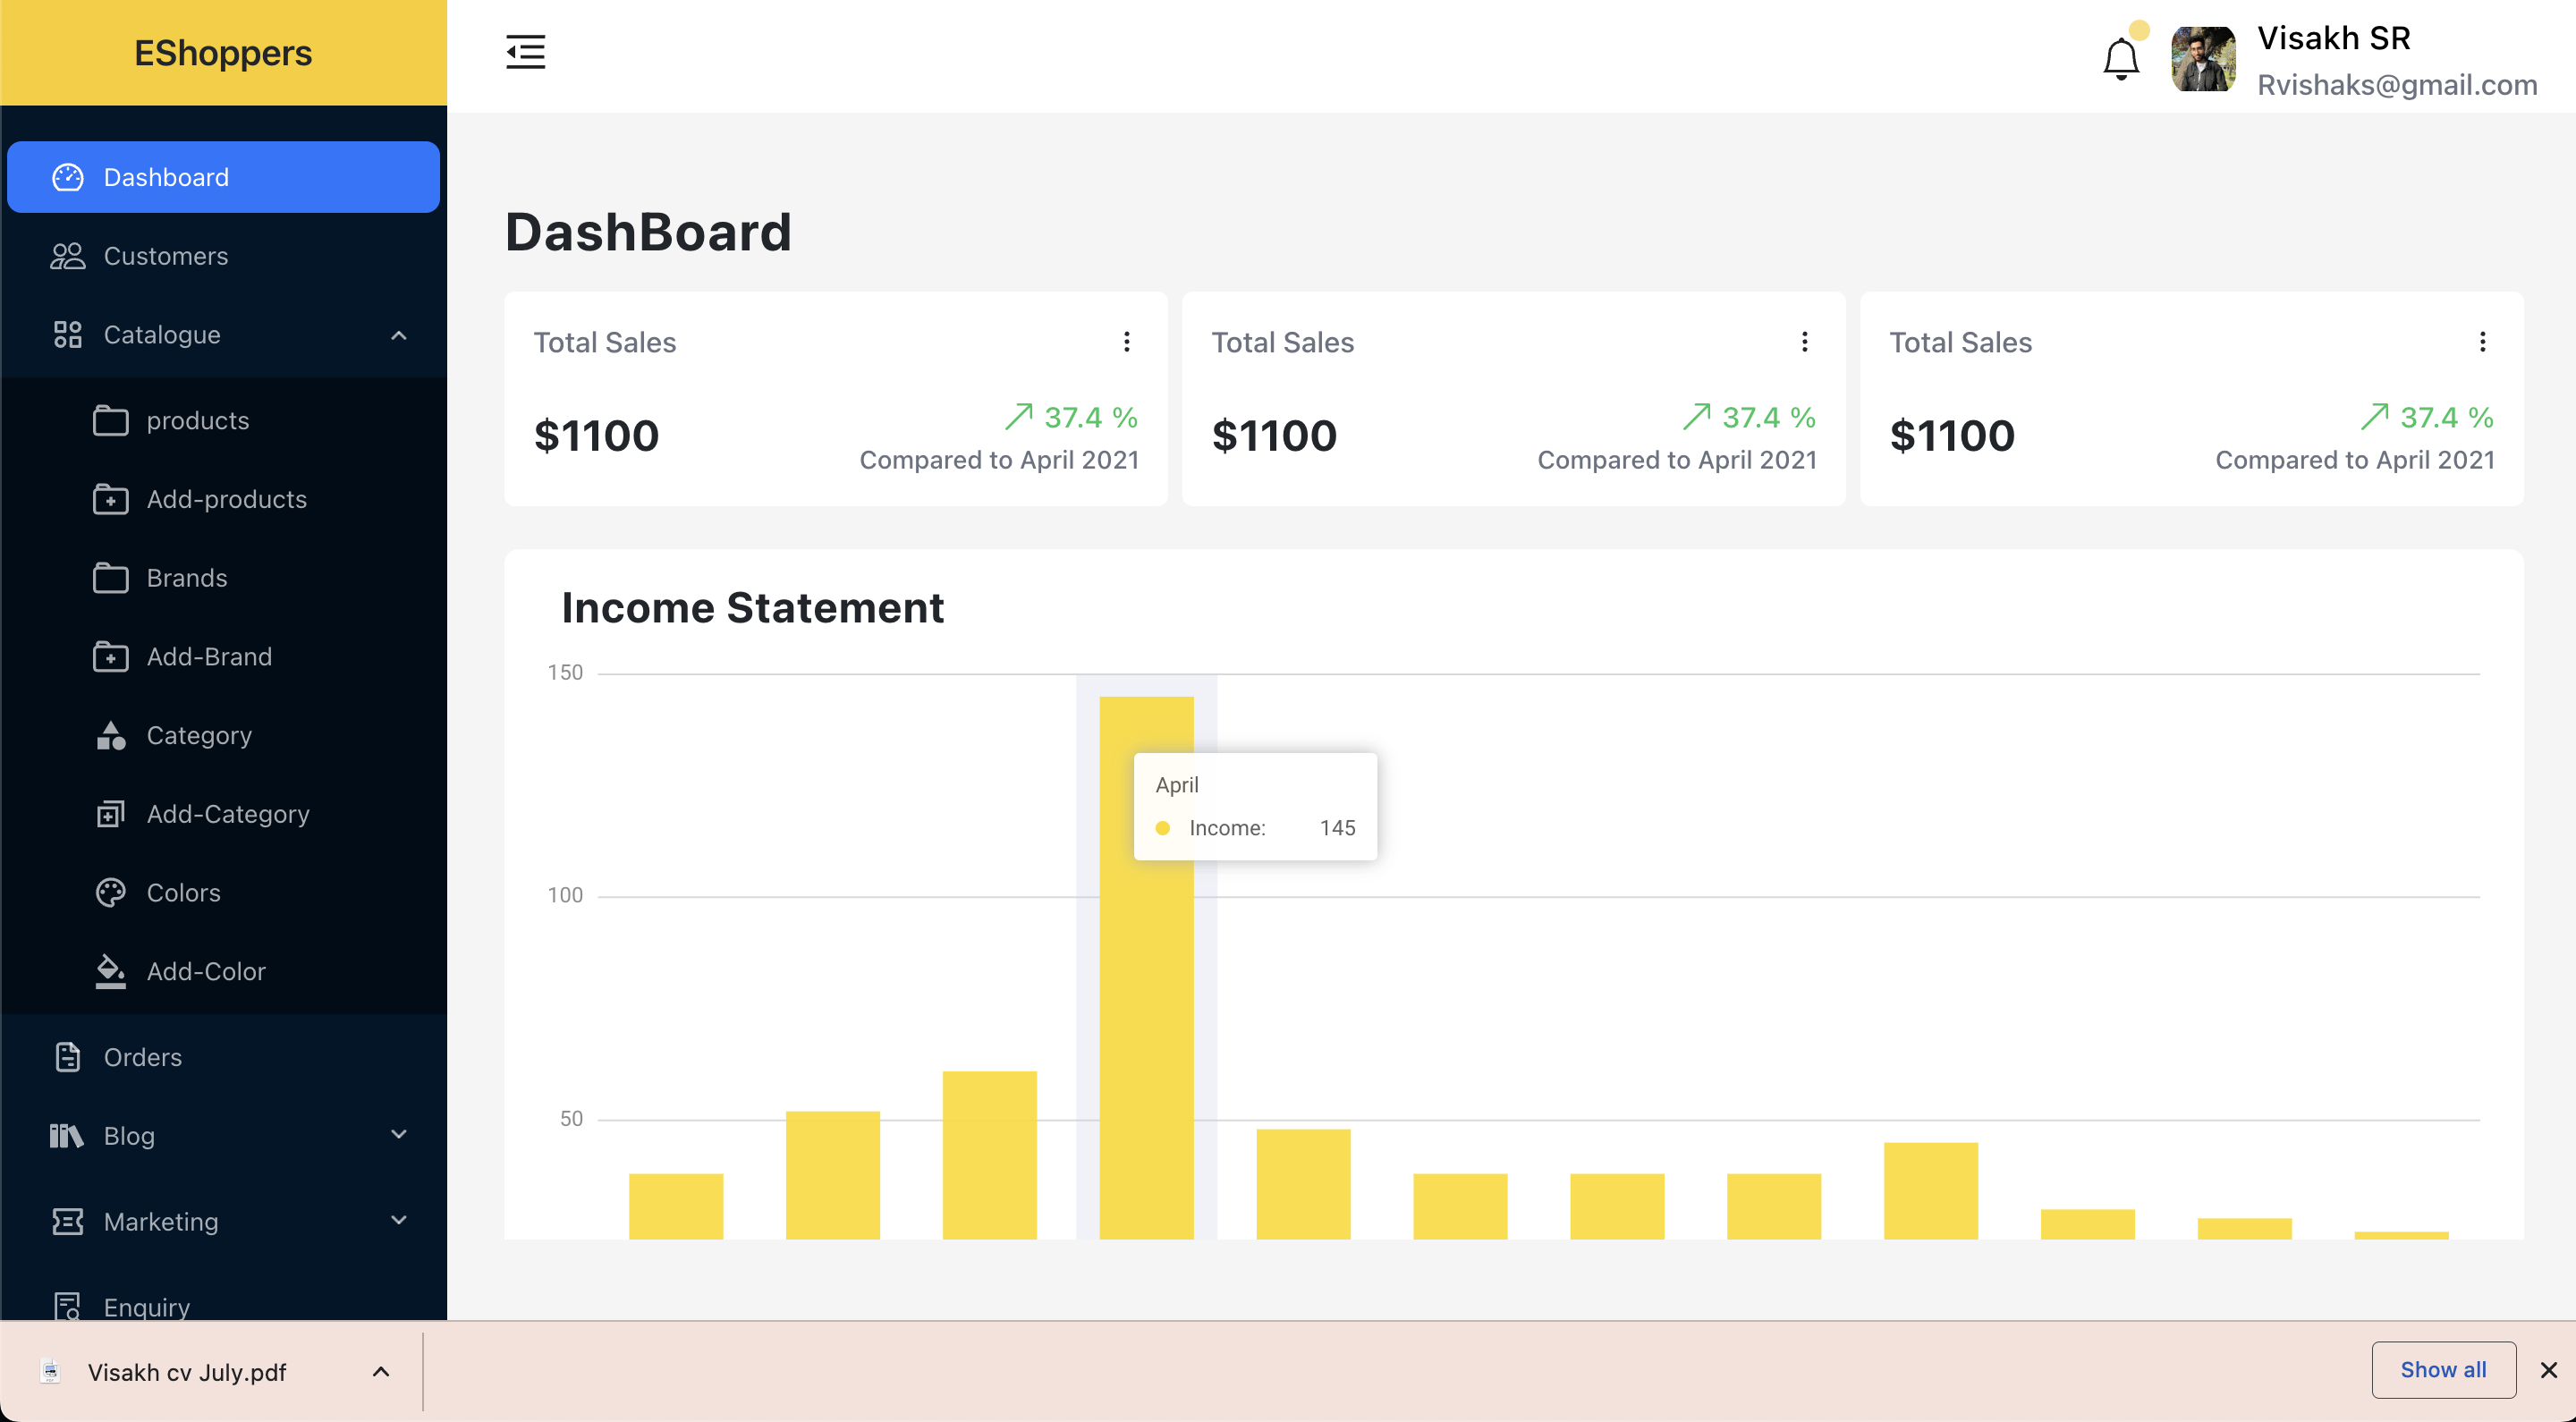 EShoppers
Visakh SR
Rvishaks@gmail.com
Dashboard
Customers
Catalogue
products
Add-products
Brands
Add-Brand
Category
Add-Category
Colors
Add-Color
Orders
Blog
Marketing
Enquiry
DashBoard
Total Sales
$1100
37.4 %
Compared to April 2021
Total Sales
$1100
37.4 %
Compared to April 2021
Total Sales
$1100
37.4 %
Compared to April 2021
Income Statement
150
100
50
April
Income: 145
Visakh cv July.pdf
Show all